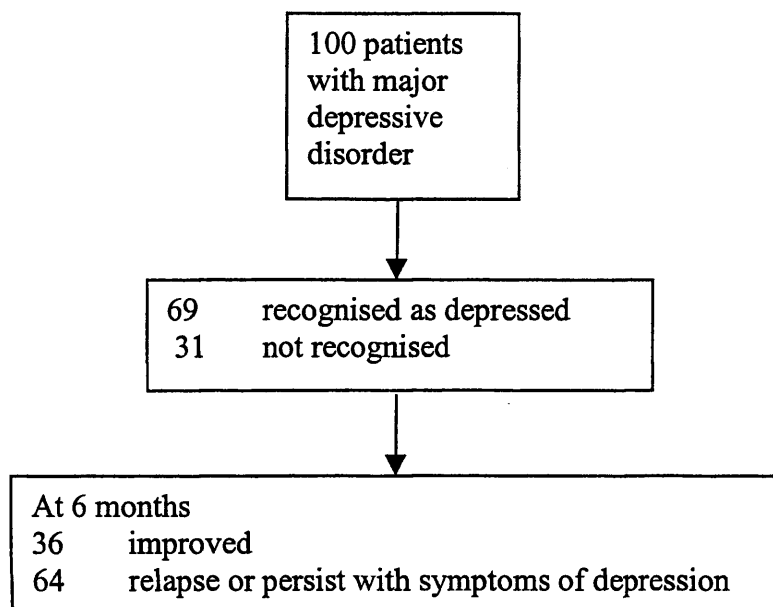 100 patients
with major
depressive
disorder
69 recognised as depressed
31 not recognised
At 6 months
36 improved
64 relapse or persist with symptoms of depression